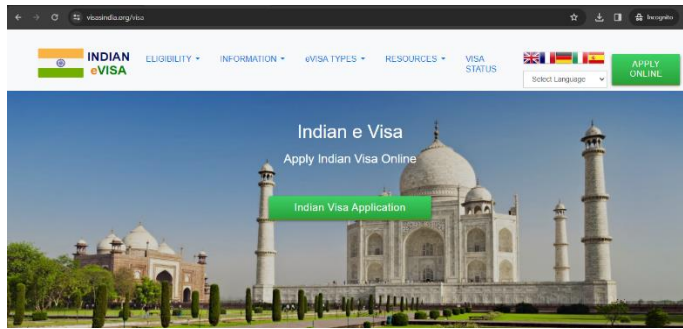 visasindia.org/visa
Incognito
INDIAN
eVISA
ELIGIBILITY
INFORMATION
eVISA TYPES
RESOURCES
VISA
STATUS
Select Language
APPLY
ONLINE
Indian e Visa
Apply Indian Visa Online
Indian Visa Application